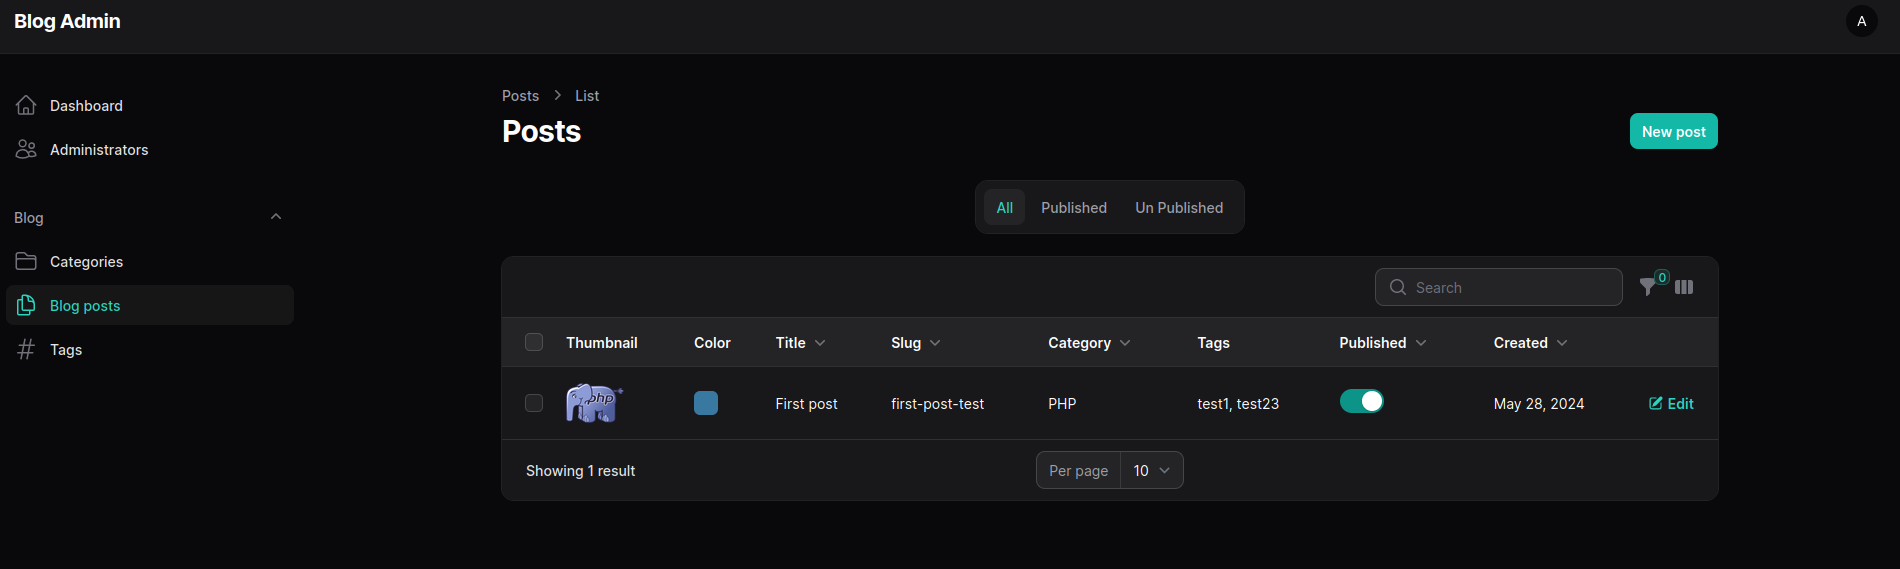 Blog Admin
A
Dashboard
Administrators
Blog
Categories
Blog posts
Tags
Posts > List
Posts
New post
All Published Un Published
Search
0
Thumbnail Color Title Slug Category Tags Published Created
php First post first-post-test PHP test1, test23 May 28, 2024 Edit
Showing 1 result
Per page 10